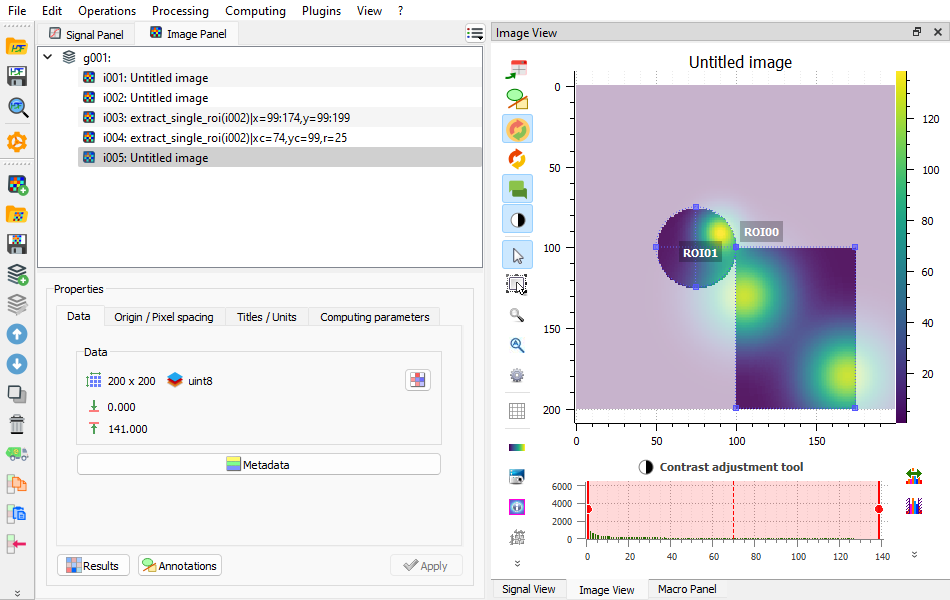 File Edit Operations Processing Computing Plugins View ?
Signal Panel Image Panel
g001:
i001: Untitled image
i002: Untitled image
i003: extract_single_roi(i002)|x=99:174,y=99:199
i004: extract_single_roi(i002)|xc=74,yc=99,r=25
i005: Untitled image
Properties
Data Origin / Pixel spacing Titles / Units Computing parameters
Data
200 x 200 uint8
0.000
141.000
Metadata
Results Annotations Apply
Image View
Untitled image
0
50
100
150
200
0 50 100 150
ROI00
ROI01
120
100
80
60
40
20
Contrast adjustment tool
6000
4000
2000
0
0 20 40 60 80 100 120 140
Signal View Image View Macro Panel